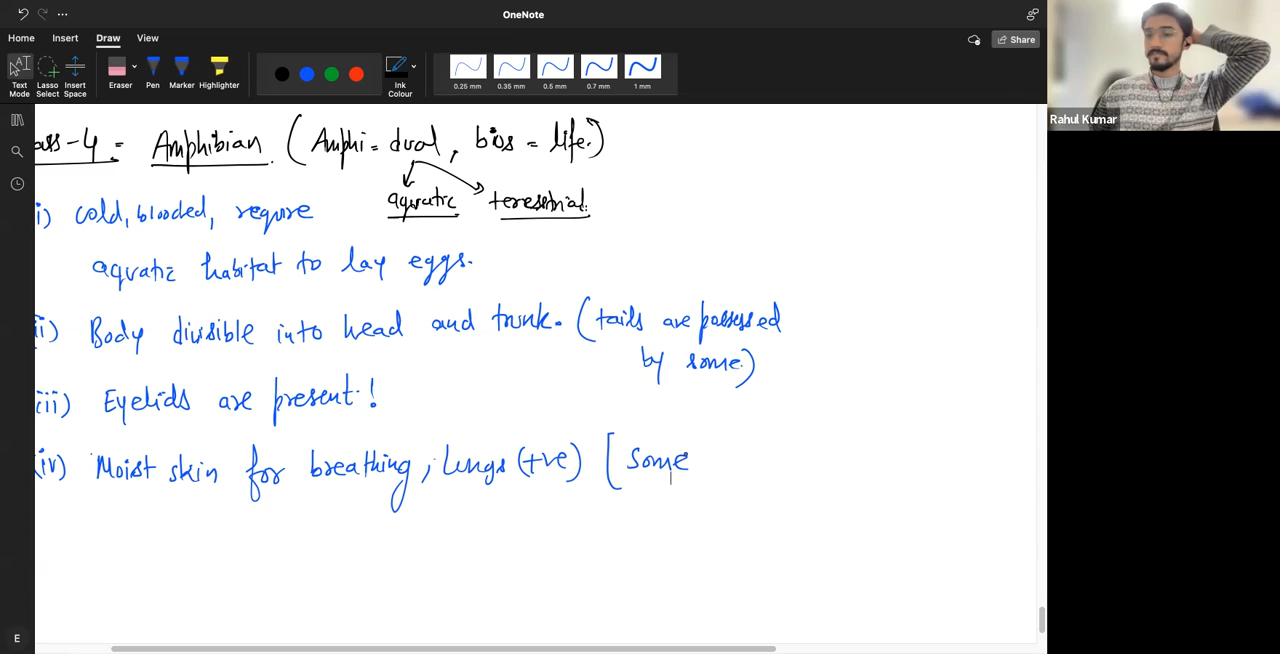 OneNote
Home Insert Draw View
Share
Text Mode
Lasso Select
Insert Space
Eraser
Pen
Marker
Highlighter
Ink Colour
0.25 mm 0.35 mm 0.5 mm 0.7 mm 1 mm
Rahul Kumar
ass-4 = Amphibian. (Amphi = dual, bios = life.)
aquatic terestrial.
i) cold, blooded, require
aquatic habitat to lay eggs.
ii) Body divisible into head and trunk. (tails are possessed
by some.)
iii) Eyelids are present!
iv) Moist skin for breathing, lungs (+ve) [some
E